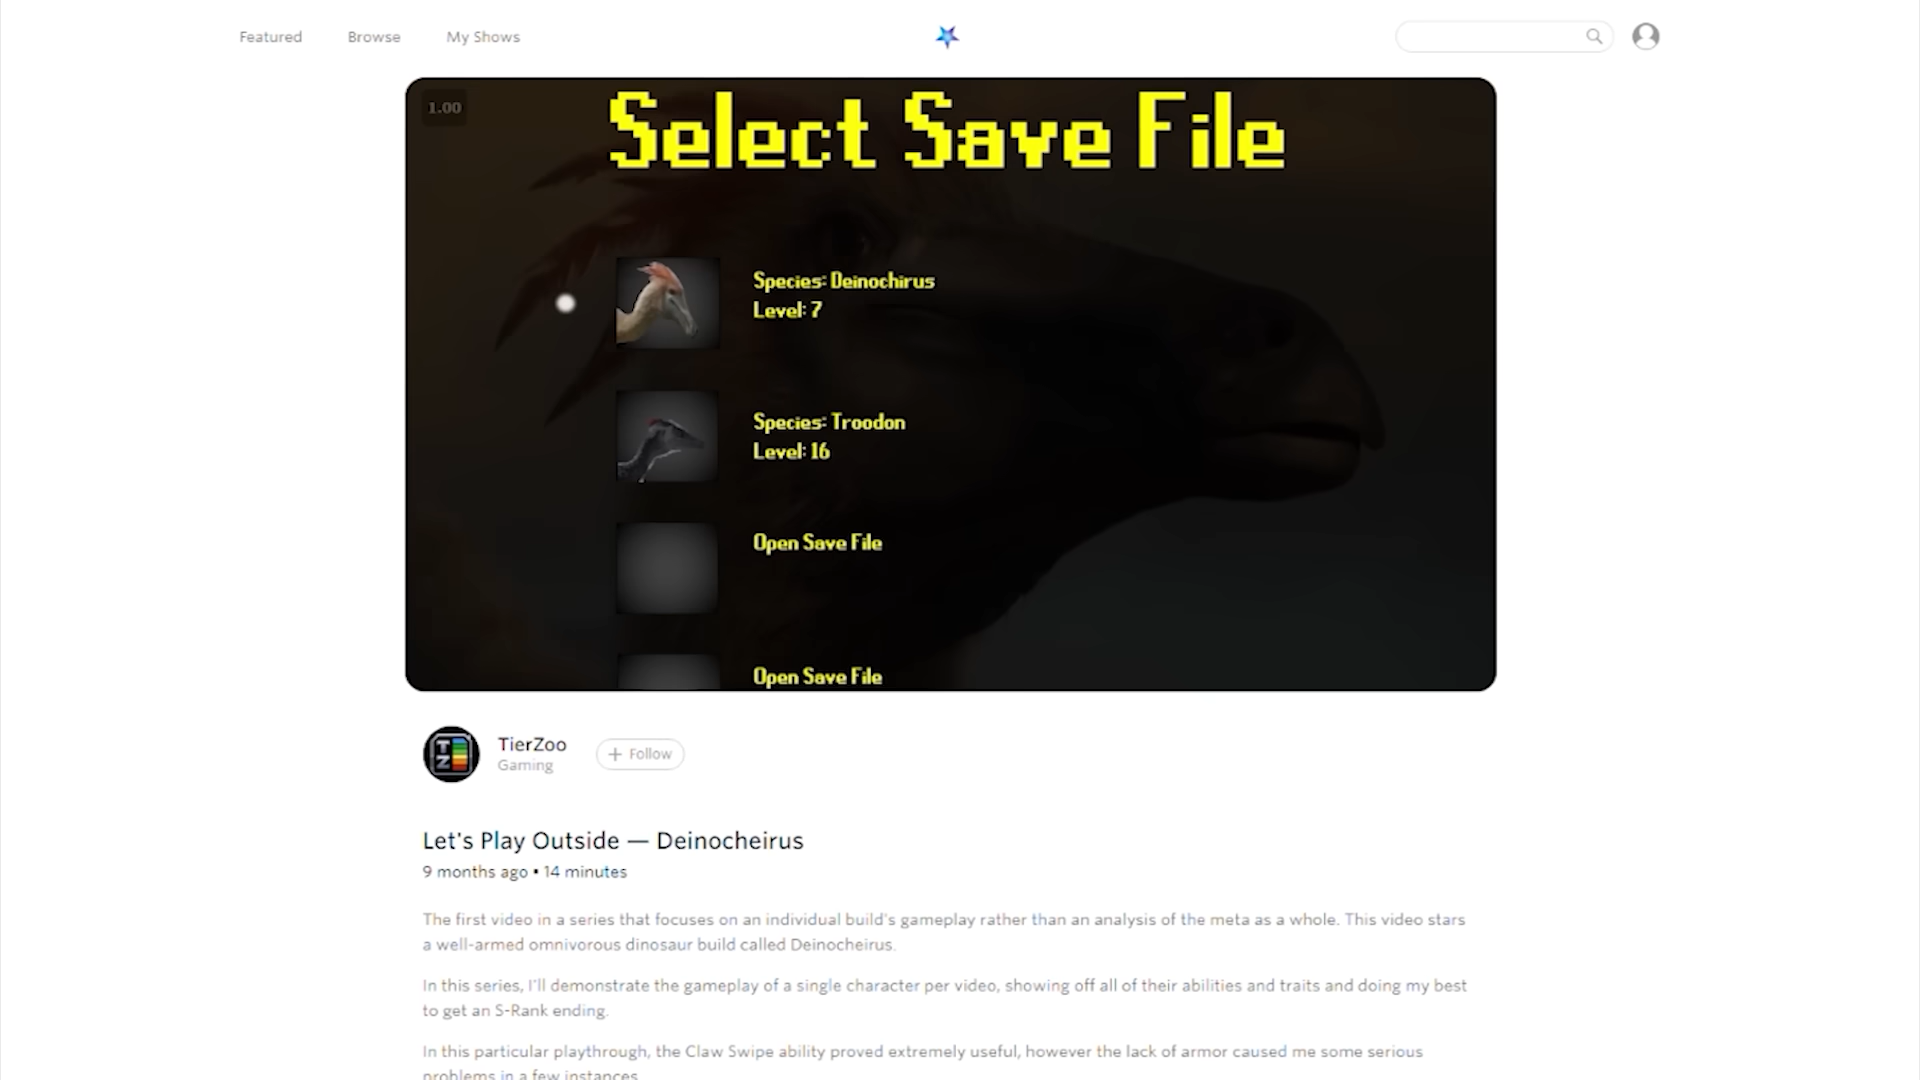 Featured
Browse
My Shows
1.00
Select Save File
Species: Deinochirus
Level: 7
Species: Troodon
Level: 16
Open Save File
Open Save File
TZ
TierZoo
Gaming
+ Follow
Let's Play Outside — Deinocheirus
9 months ago • 14 minutes
The first video in a series that focuses on an individual build's gameplay rather than an analysis of the meta as a whole. This video stars
a well-armed omnivorous dinosaur build called Deinocheirus.
In this series, I'll demonstrate the gameplay of a single character per video, showing off all of their abilities and traits and doing my best
to get an S-Rank ending.
In this particular playthrough, the Claw Swipe ability proved extremely useful, however the lack of armor caused me some serious
problems in a few instances.